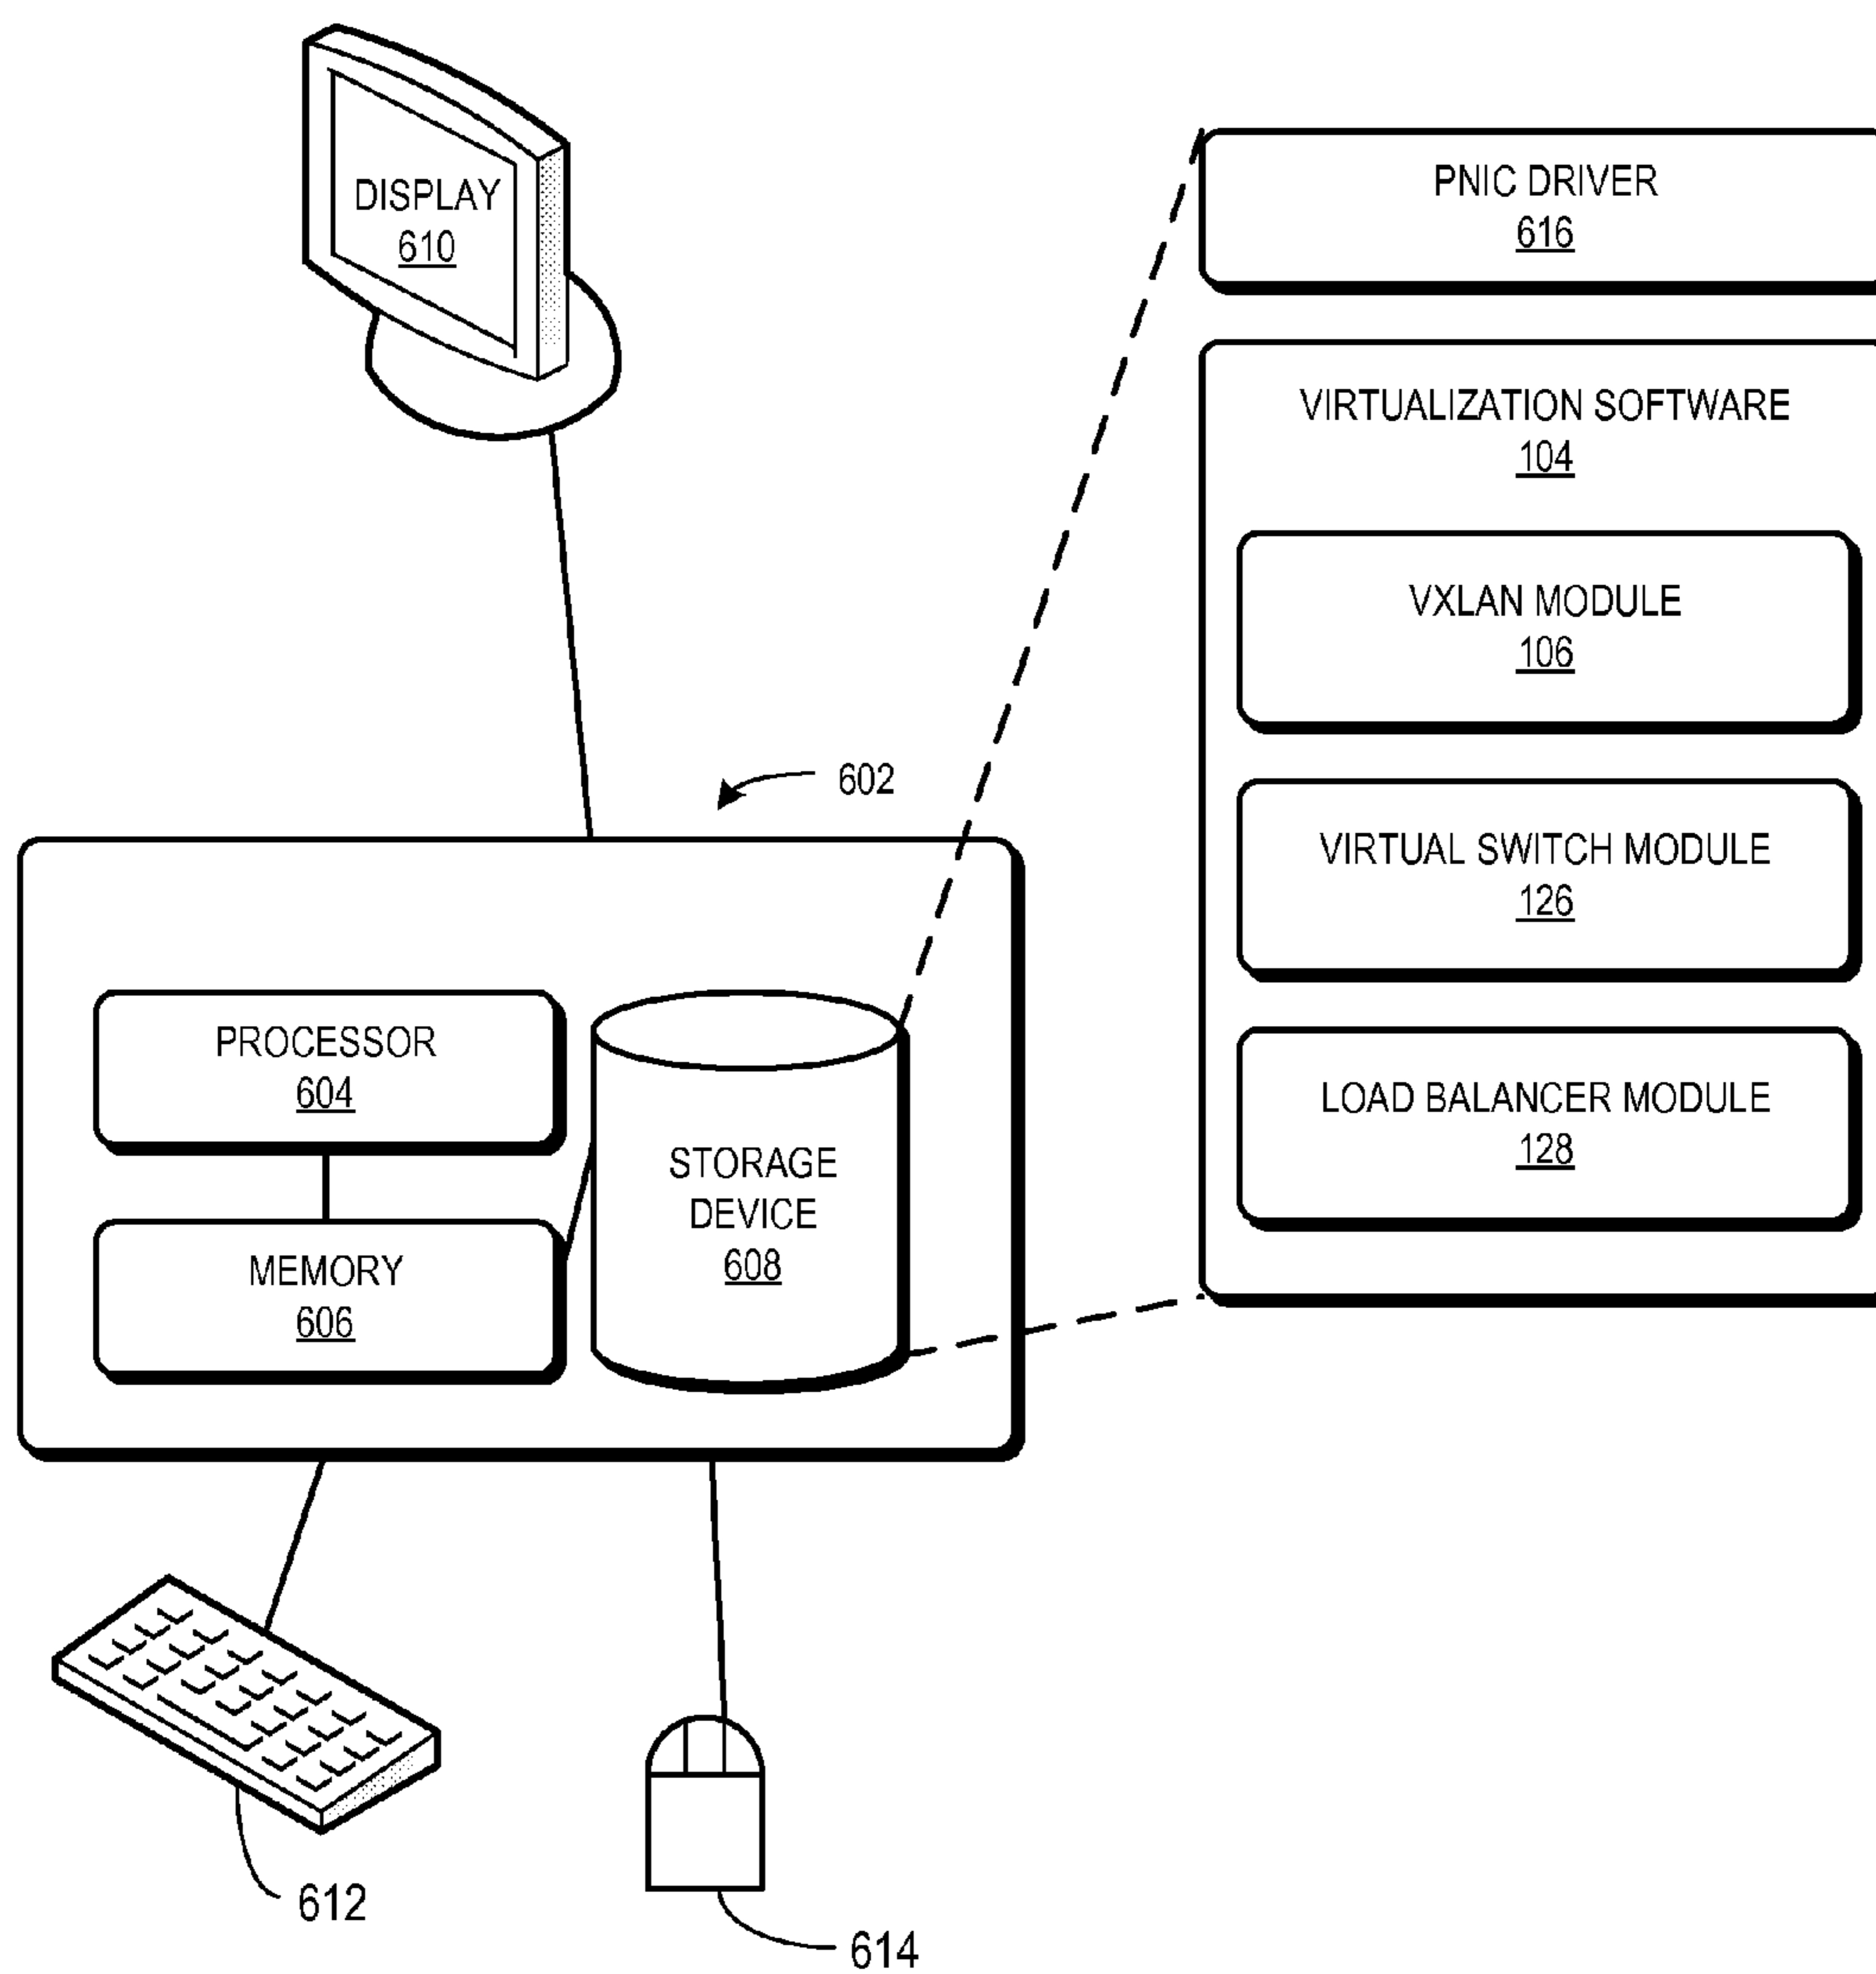 DISPLAY
610
PNIC DRIVER
616
VIRTUALIZATION SOFTWARE
104
VXLAN MODULE
106
VIRTUAL SWITCH MODULE
126
LOAD BALANCER MODULE
128
602
PROCESSOR
604
MEMORY
606
STORAGE
DEVICE
608
612
614